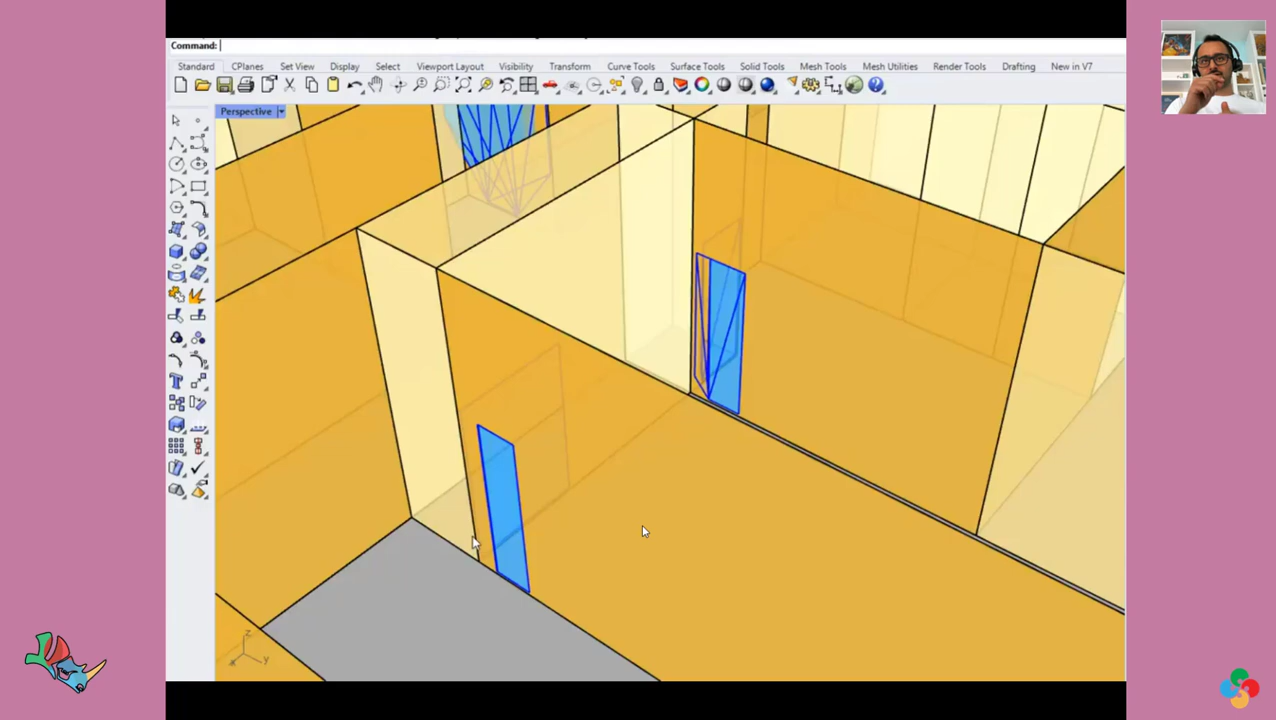 Command:
Standard CPlanes Set View Display Select Viewport Layout Visibility Transform Curve Tools Surface Tools Solid Tools Mesh Tools Mesh Utilities Render Tools Drafting New in V7
Perspective
z
x y